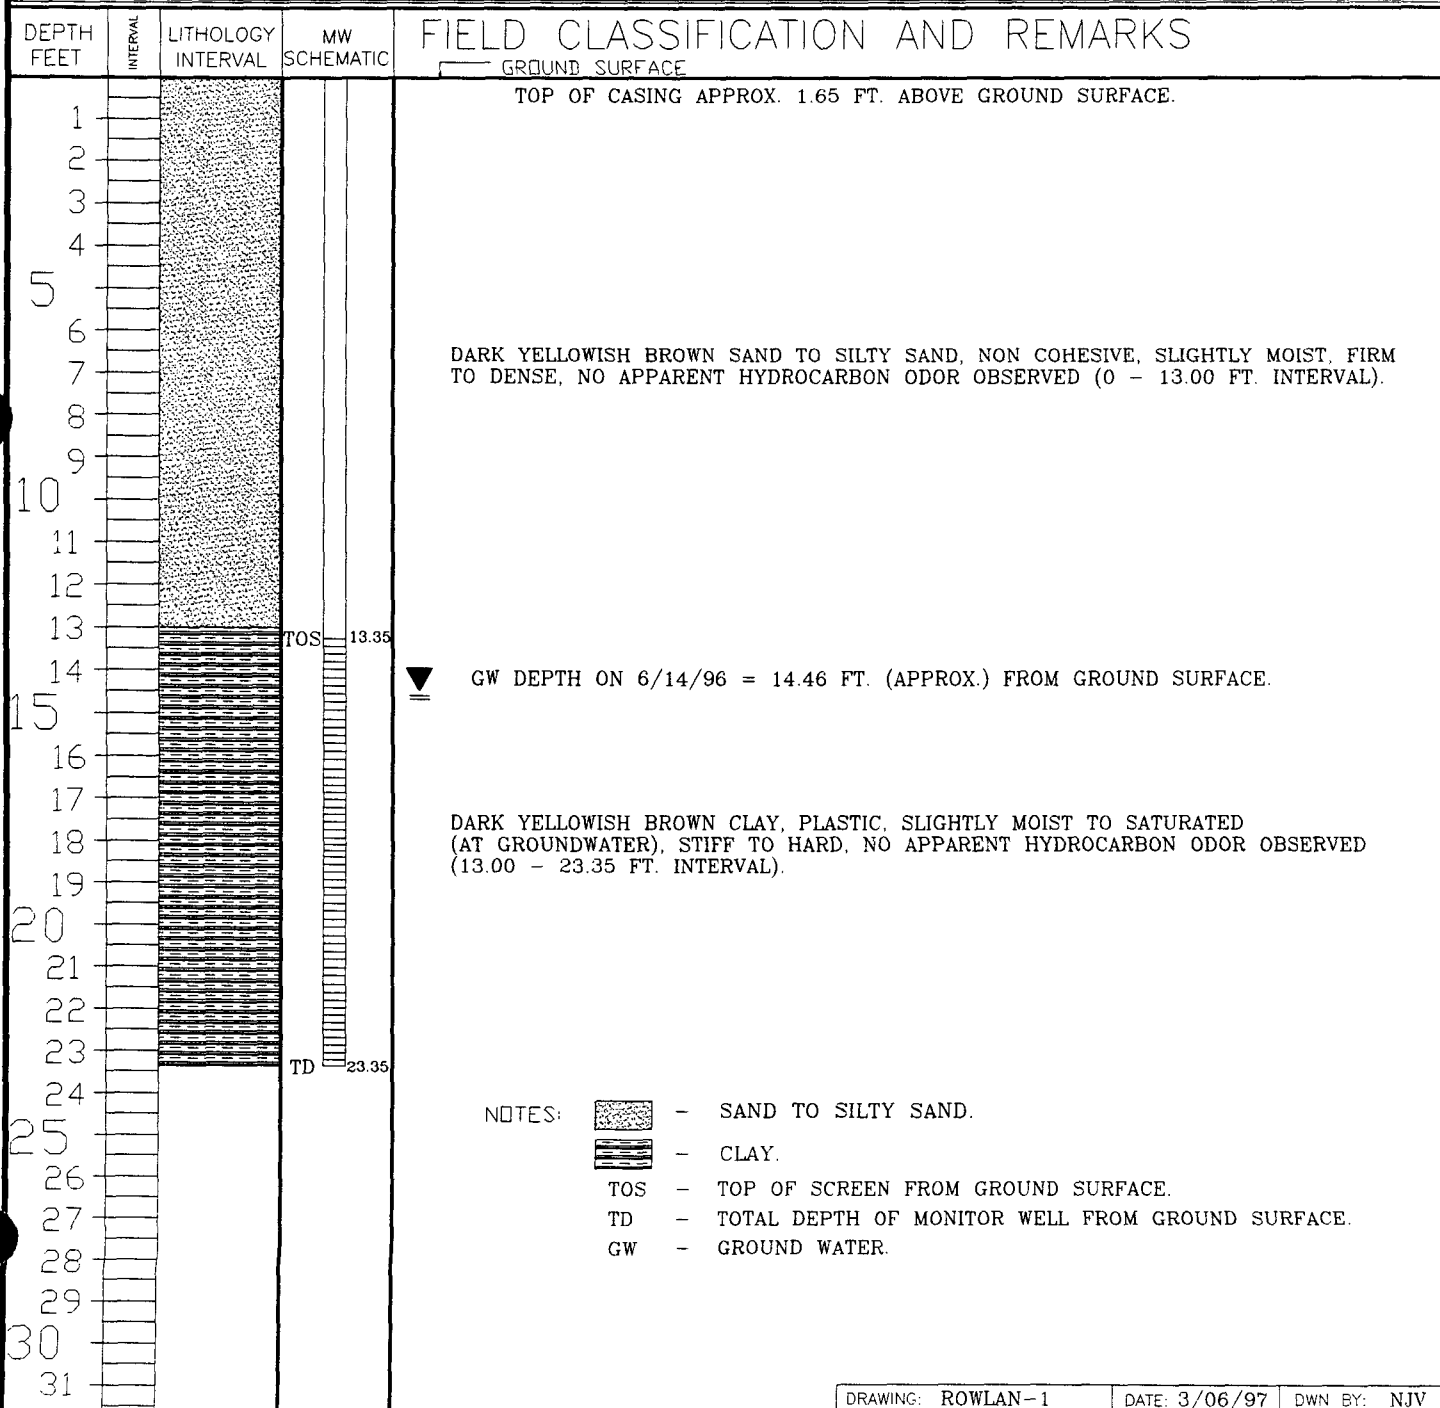 DEPTH FEET
INTERVAL
LITHOLOGY INTERVAL
MW SCHEMATIC
FIELD CLASSIFICATION AND REMARKS
GROUND SURFACE
TOP OF CASING APPROX. 1.65 FT. ABOVE GROUND SURFACE.
1
2
3
4
5
6
DARK YELLOWISH BROWN SAND TO SILTY SAND, NON COHESIVE, SLIGHTLY MOIST, FIRM
TO DENSE, NO APPARENT HYDROCARBON ODOR OBSERVED (0 – 13.00 FT. INTERVAL).
7
8
9
10
11
12
13
TOS 13.35
14
GW DEPTH ON 6/14/96 = 14.46 FT. (APPROX.) FROM GROUND SURFACE.
15
16
17
DARK YELLOWISH BROWN CLAY, PLASTIC, SLIGHTLY MOIST TO SATURATED
(AT GROUNDWATER), STIFF TO HARD, NO APPARENT HYDROCARBON ODOR OBSERVED
(13.00 – 23.35 FT. INTERVAL).
18
19
20
21
22
23
TD 23.35
24
NOTES: – SAND TO SILTY SAND.
25
– CLAY.
26
TOS – TOP OF SCREEN FROM GROUND SURFACE.
27
TD – TOTAL DEPTH OF MONITOR WELL FROM GROUND SURFACE.
28
GW – GROUND WATER.
29
30
31
DRAWING: ROWLAN-1 DATE: 3/06/97 DWN BY: NJV